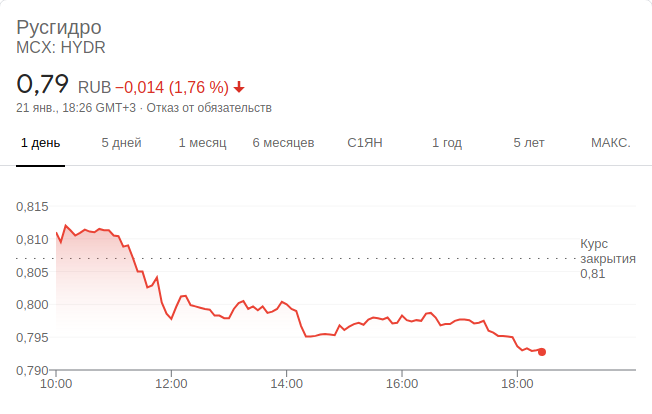 Русгидро
MCX: HYDR
0,79 RUB −0,014 (1,76 %)
21 янв., 18:26 GMT+3 · Отказ от обязательств
1 день 5 дней 1 месяц 6 месяцев С1ЯН 1 год 5 лет МАКС.
0,815
0,810
Курс
закрытия
0,81
0,805
0,800
0,795
0,790
10:00 12:00 14:00 16:00 18:00